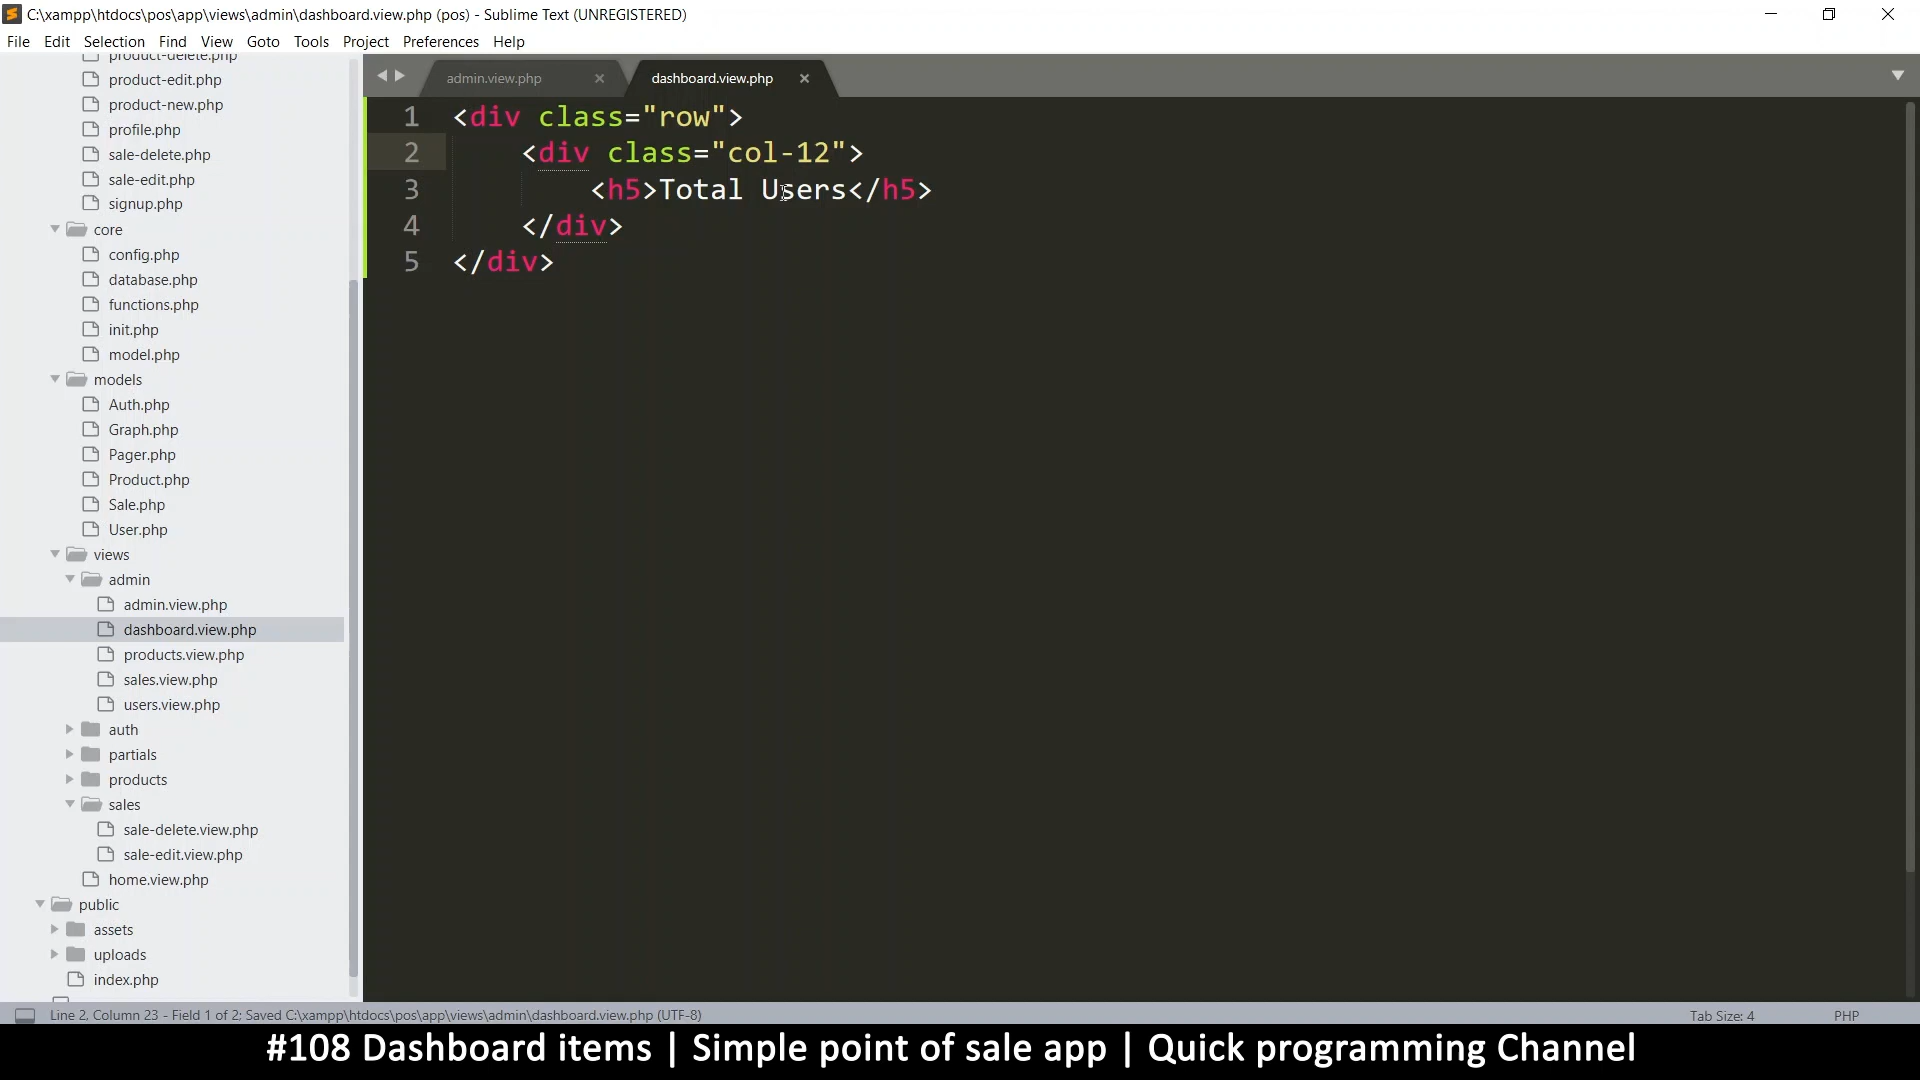 C:\xampp\htdocs\pos\app\views\admin\dashboard.view.php (pos) - Sublime Text (UNREGISTERED)
File Edit Selection Find View Goto Tools Project Preferences Help
product-delete.php
product-edit.php
product-new.php
profile.php
sale-delete.php
sale-edit.php
signup.php
core
config.php
database.php
functions.php
init.php
model.php
models
Auth.php
Graph.php
Pager.php
Product.php
Sale.php
User.php
views
admin
admin.view.php
dashboard.view.php
products.view.php
sales.view.php
users.view.php
auth
partials
products
sales
sale-delete.view.php
sale-edit.view.php
home.view.php
public
assets
uploads
index.php
admin.view.php dashboard.view.php
1 <div class="row">
2 <div class="col-12">
3 <h5>Total Users</h5>
4 </div>
5 </div>
Line 2, Column 23 - Field 1 of 2; Saved C:\xampp\htdocs\pos\app\views\admin\dashboard.view.php (UTF-8) Tab Size: 4 PHP
#108 Dashboard items | Simple point of sale app | Quick programming Channel